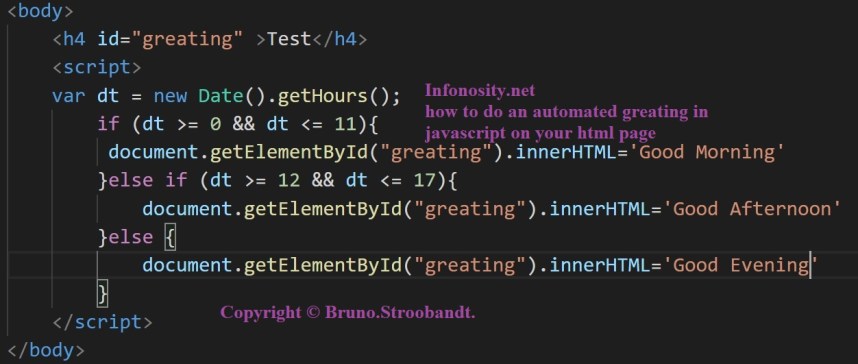 <body>
<h4 id="greating" >Test</h4>
<script>
var dt = new Date().getHours();
Infonosity.net
how to do an automated greating in
javascript on your html page
if (dt >= 0 && dt <= 11){
document.getElementById("greating").innerHTML='Good Morning'
}else if (dt >= 12 && dt <= 17){
document.getElementById("greating").innerHTML='Good Afternoon'
}else {
document.getElementById("greating").innerHTML='Good Evening'
}
Copyright © Bruno.Stroobandt.
</script>
</body>